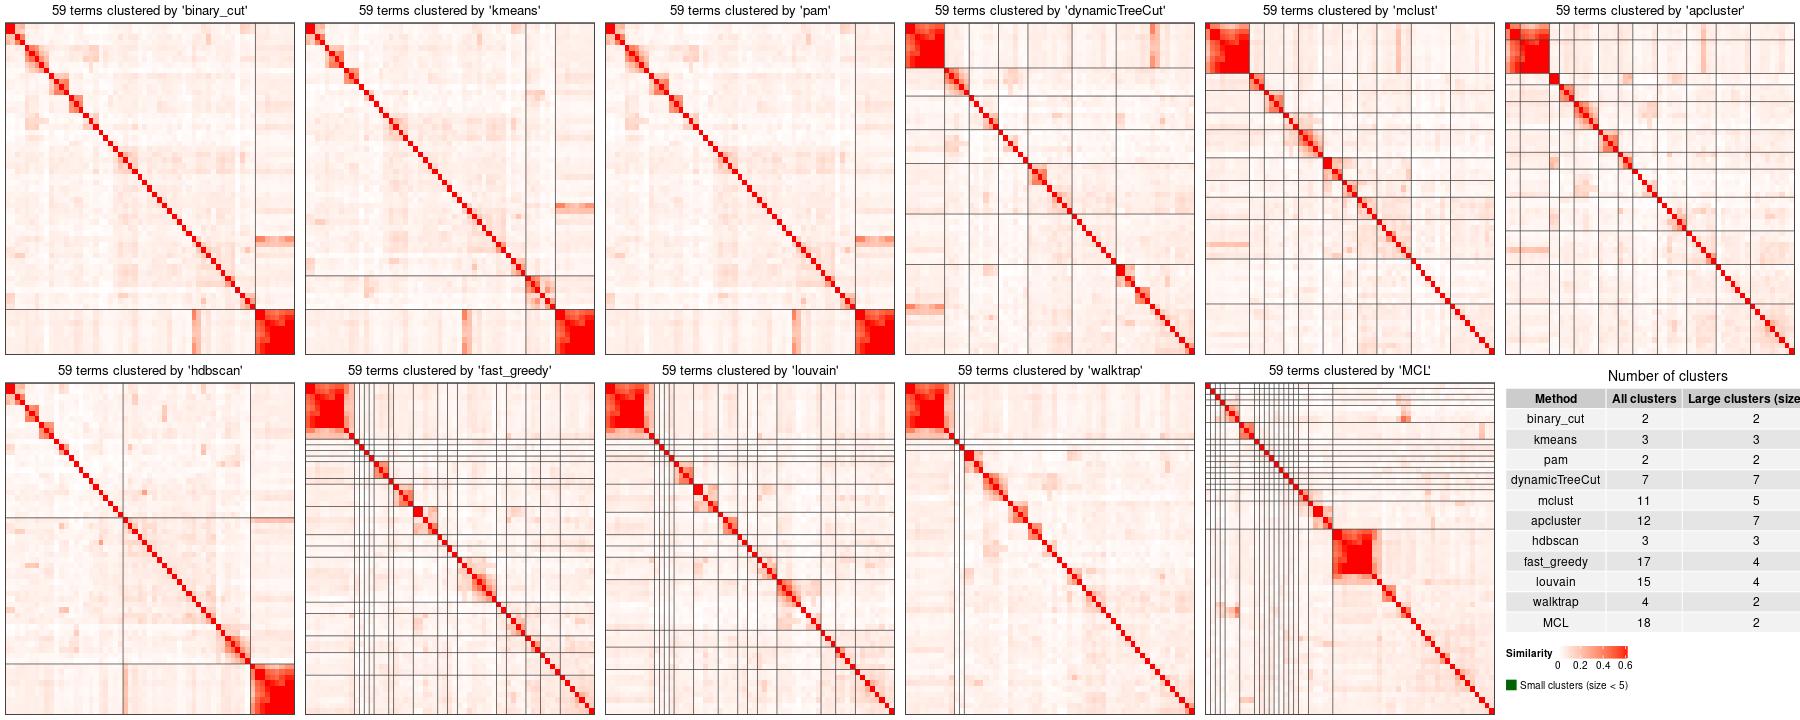 59 terms clustered by 'binary_cut'
59 terms clustered by 'kmeans'
59 terms clustered by 'pam'
59 terms clustered by 'dynamicTreeCut'
59 terms clustered by 'mclust'
59 terms clustered by 'apcluster'
59 terms clustered by 'hdbscan'
59 terms clustered by 'fast_greedy'
59 terms clustered by 'louvain'
59 terms clustered by 'walktrap'
59 terms clustered by 'MCL'
Number of clusters
Method All clusters Large clusters (size
binary_cut 2 2
kmeans 3 3
pam 2 2
dynamicTreeCut 7 7
mclust 11 5
apcluster 12 7
hdbscan 3 3
fast_greedy 17 4
louvain 15 4
walktrap 4 2
MCL 18 2
Similarity
0 0.2 0.4 0.6
Small clusters (size < 5)